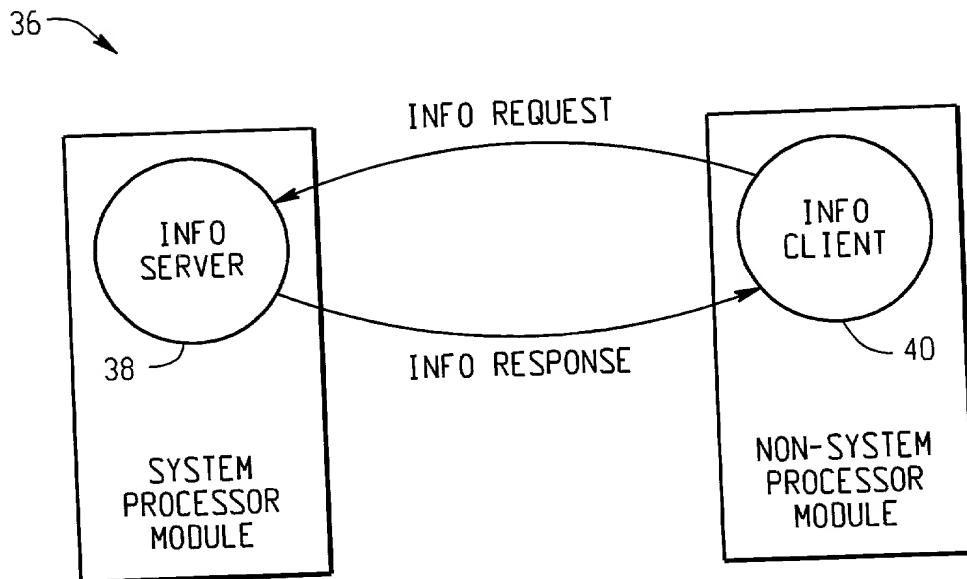 36
INFO REQUEST
INFO
SERVER
INFO
CLIENT
38
INFO RESPONSE
40
SYSTEM
PROCESSOR
MODULE
NON-SYSTEM
PROCESSOR
MODULE